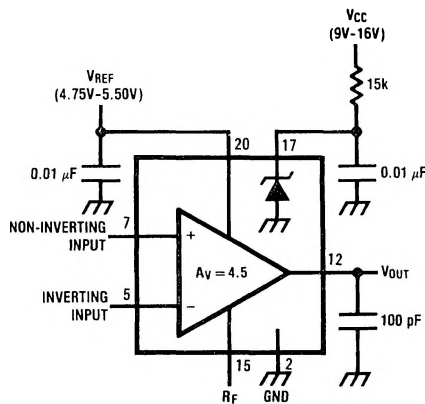 VCC
(9V-16V)
VREF
(4.75V-5.50V)
15k
20
17
0.01 µF
0.01 µF
NON-INVERTING
INPUT
7
+
AV = 4.5
12
VOUT
INVERTING
INPUT
5
−
100 pF
15
2
RF
GND